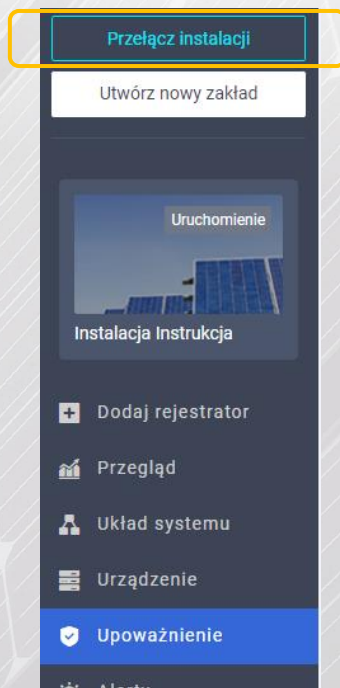 Przełącz instalacji
Utwórz nowy zakład
Uruchomienie
Instalacja Instrukcja
Dodaj rejestrator
Przegląd
Układ systemu
Urządzenie
Upoważnienie